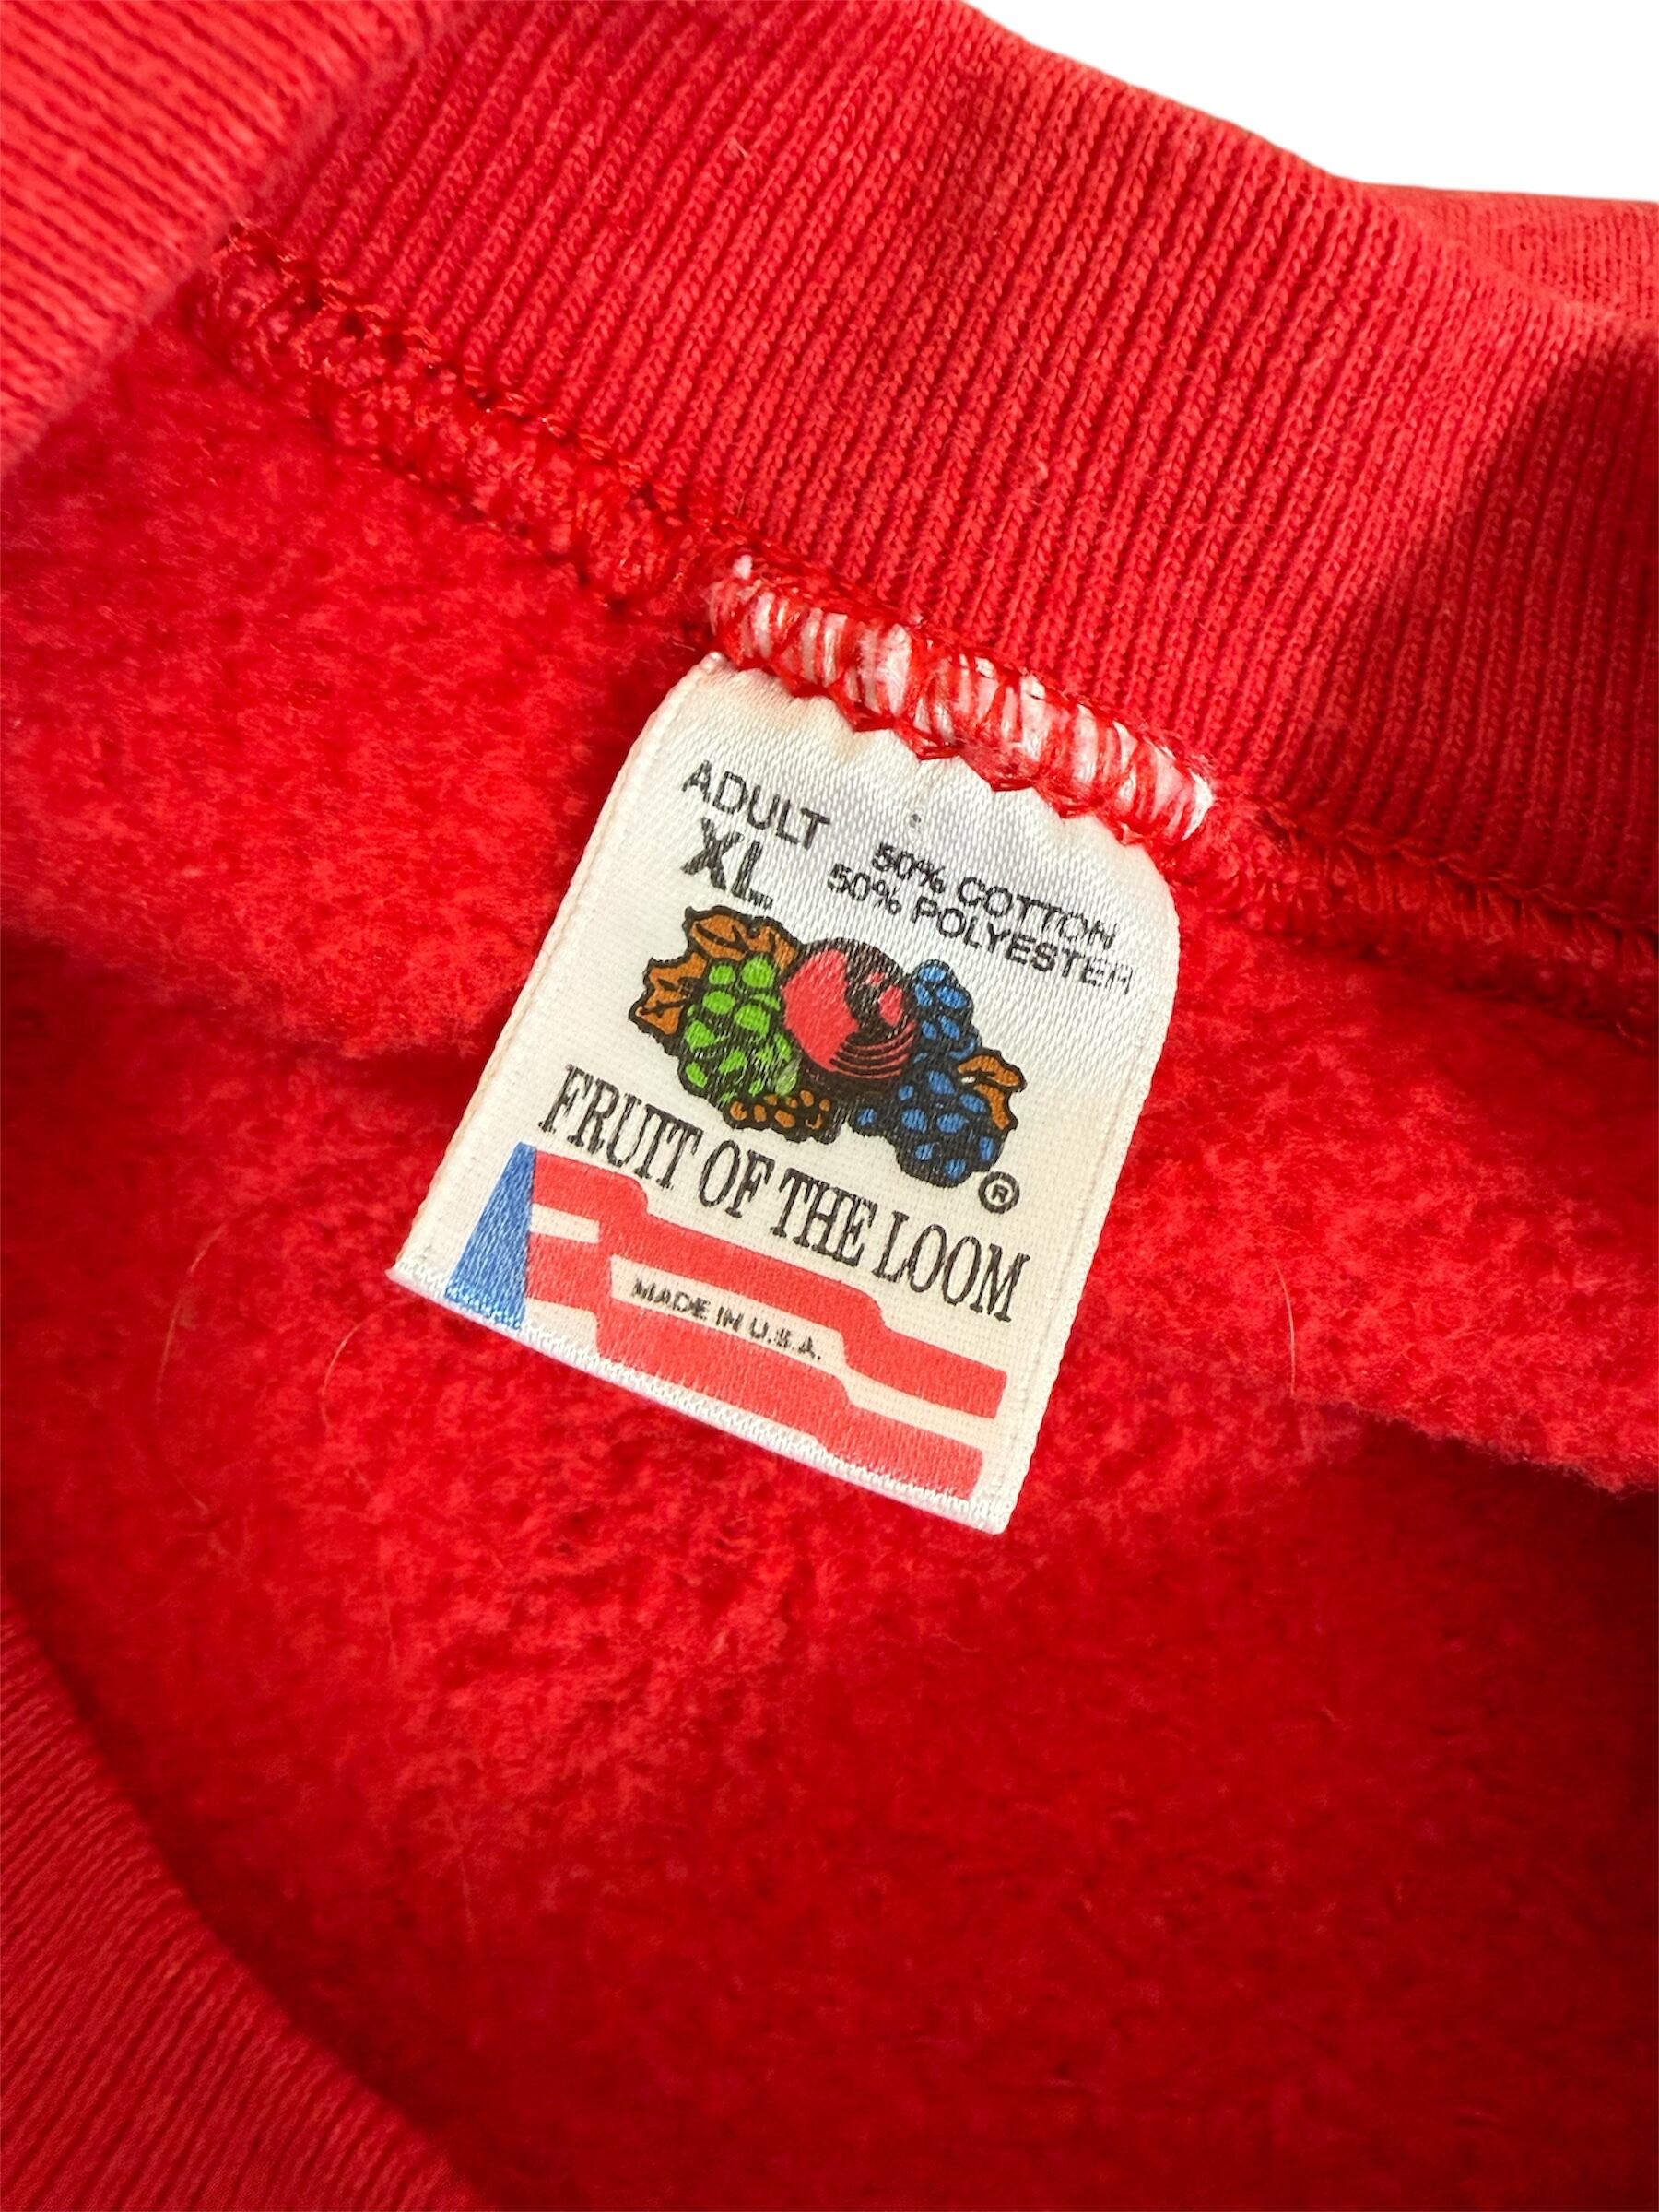 ADULT
XL
50% COTTON
50% POLYESTER
FRUIT OF THE LOOM
®
MADE IN U.S.A.